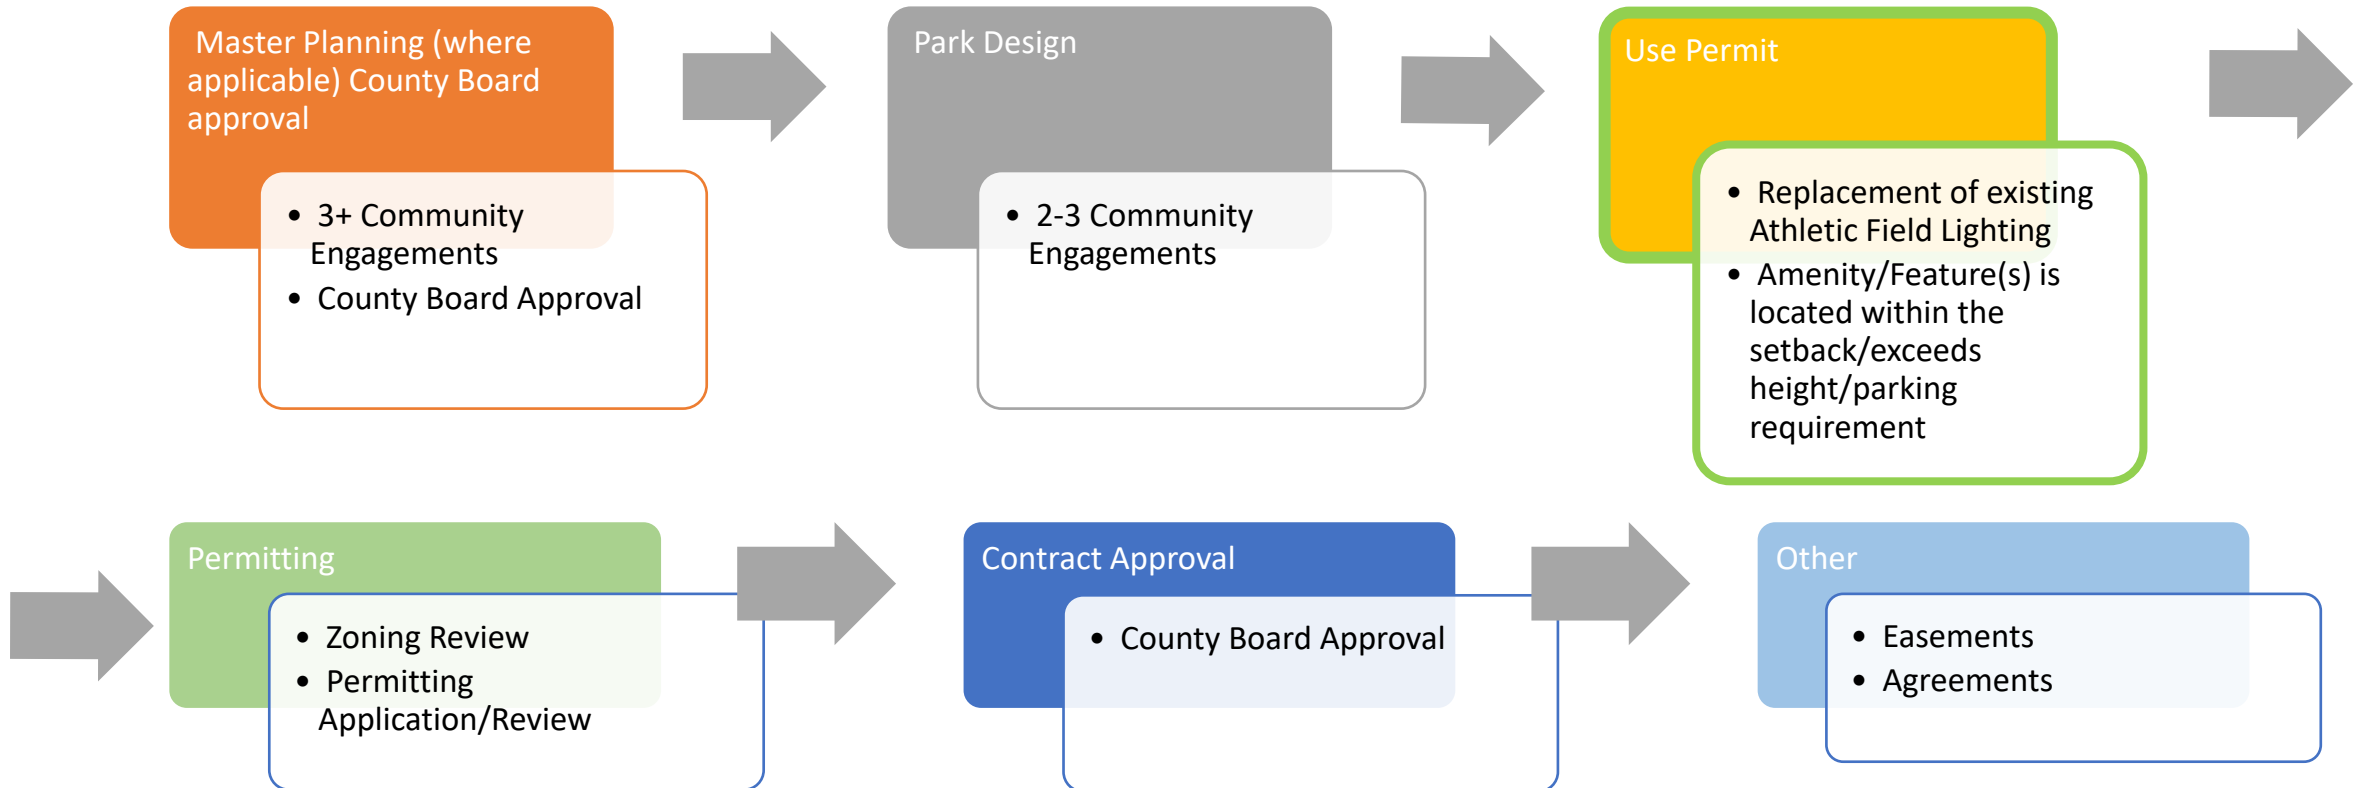 Master Planning (where
applicable) County Board
approval
• 3+ Community
Engagements
• County Board Approval
Park Design
• 2-3 Community
Engagements
Use Permit
• Replacement of existing
Athletic Field Lighting
• Amenity/Feature(s) is
located within the
setback/exceeds
height/parking
requirement
Permitting
• Zoning Review
• Permitting
Application/Review
Contract Approval
• County Board Approval
Other
• Easements
• Agreements